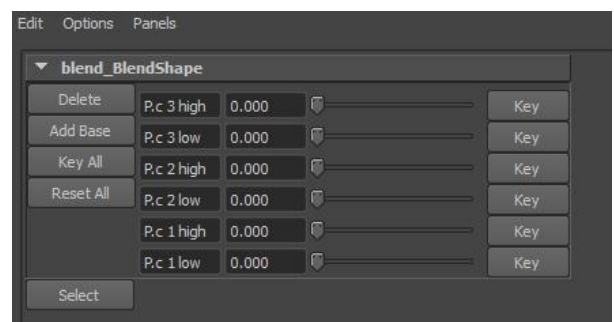 Edit Options Panels
blend_BlendShape
Delete P.c 3 high 0.000 Key
Add Base P.c 3 low 0.000 Key
Key All P.c 2 high 0.000 Key
Reset All P.c 2 low 0.000 Key
P.c 1 high 0.000 Key
P.c 1 low 0.000 Key
Select